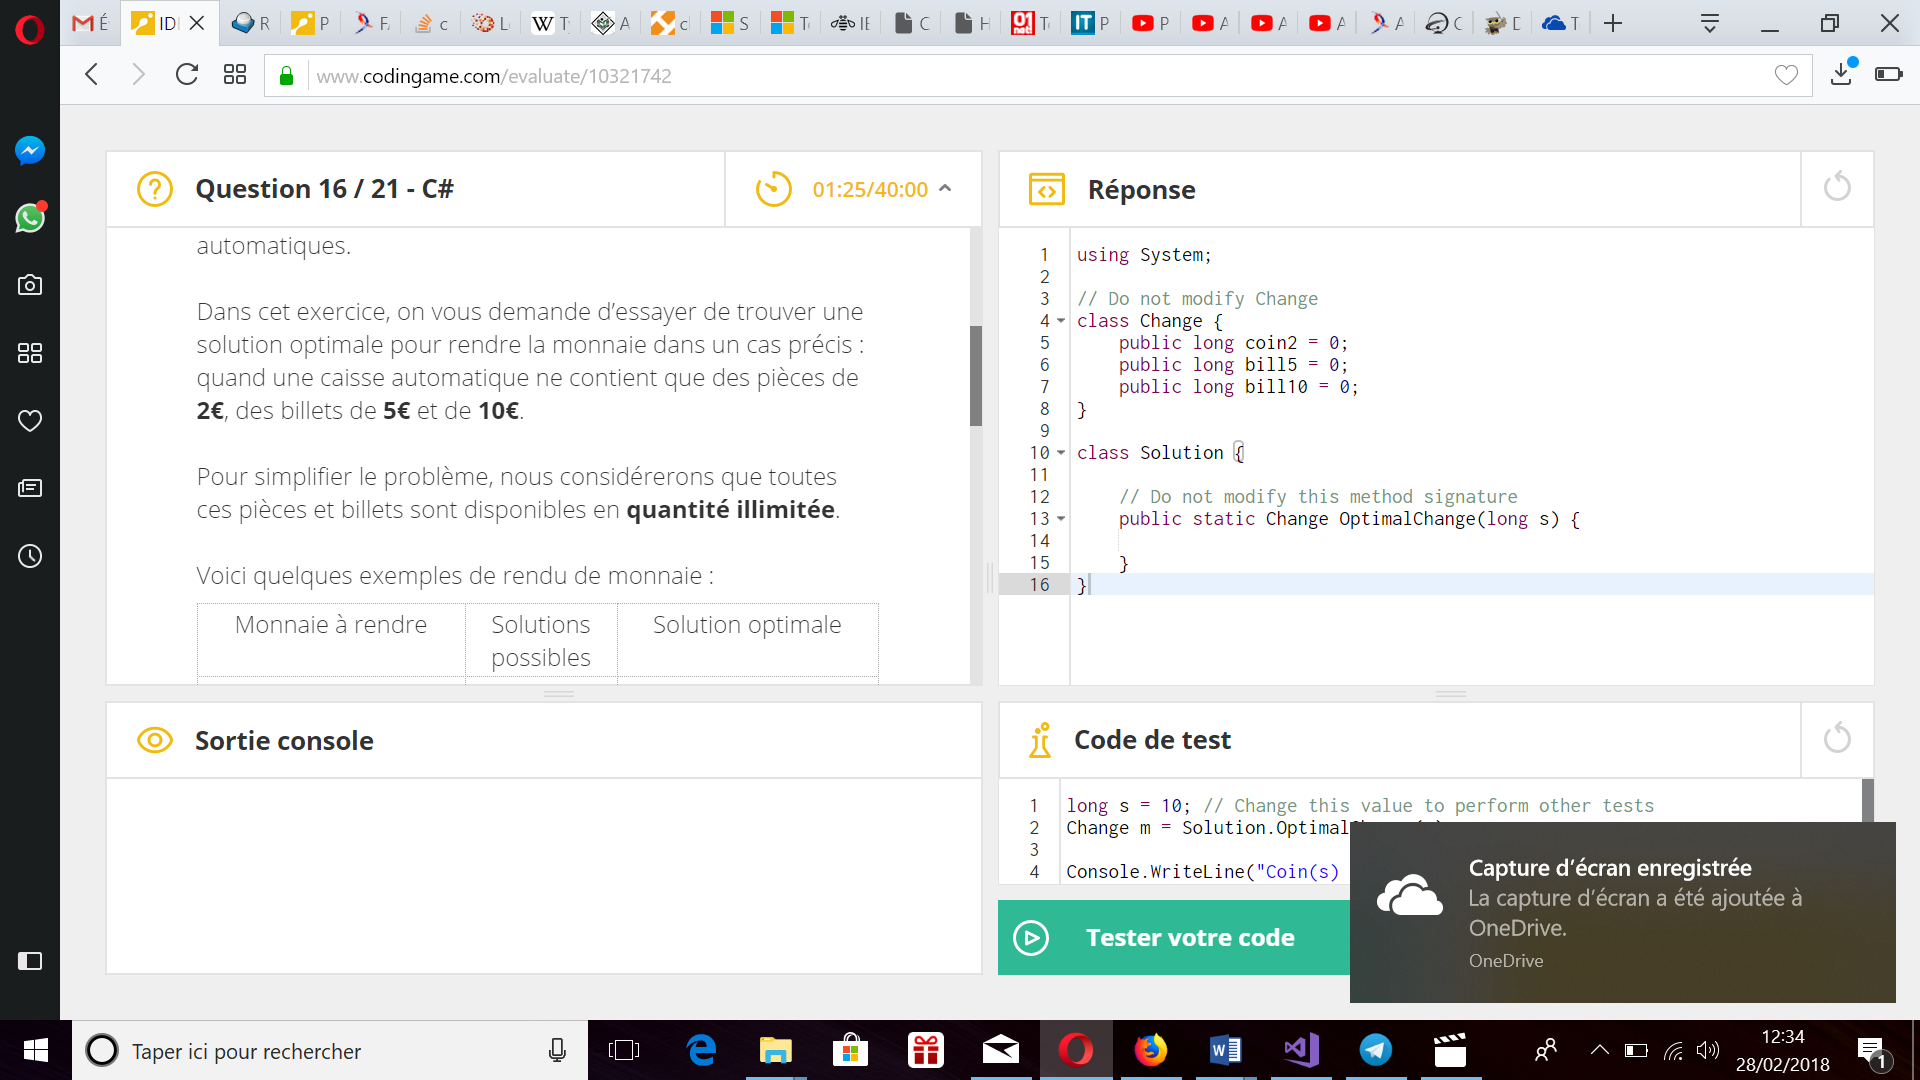 É
IDI
R
P
F/
c
L
W T
A
c
S
T
IE
C
H
01 T
IT P
P
A
A
A
A
C
D
T
www.codingame.com/evaluate/10321742
Question 16 / 21 - C#
01:25/40:00
automatiques.
Dans cet exercice, on vous demande d’essayer de trouver une
solution optimale pour rendre la monnaie dans un cas précis :
quand une caisse automatique ne contient que des pièces de
2€, des billets de 5€ et de 10€.
Pour simplifier le problème, nous considérerons que toutes
ces pièces et billets sont disponibles en quantité illimitée.
Voici quelques exemples de rendu de monnaie :
Monnaie à rendre
Solutions
possibles
Solution optimale
Réponse
1 using System;
2
3 // Do not modify Change
4 class Change {
5 public long coin2 = 0;
6 public long bill5 = 0;
7 public long bill10 = 0;
8 }
9
10 class Solution {
11
12 // Do not modify this method signature
13 public static Change OptimalChange(long s) {
14
15 }
16 }
Sortie console
Code de test
1 long s = 10; // Change this value to perform other tests
2 Change m = Solution.Optimal
3
4 Console.WriteLine("Coin(s)
Tester votre code
Capture d’écran enregistrée
La capture d’écran a été ajoutée à
OneDrive.
OneDrive
Taper ici pour rechercher
12:34
28/02/2018
1